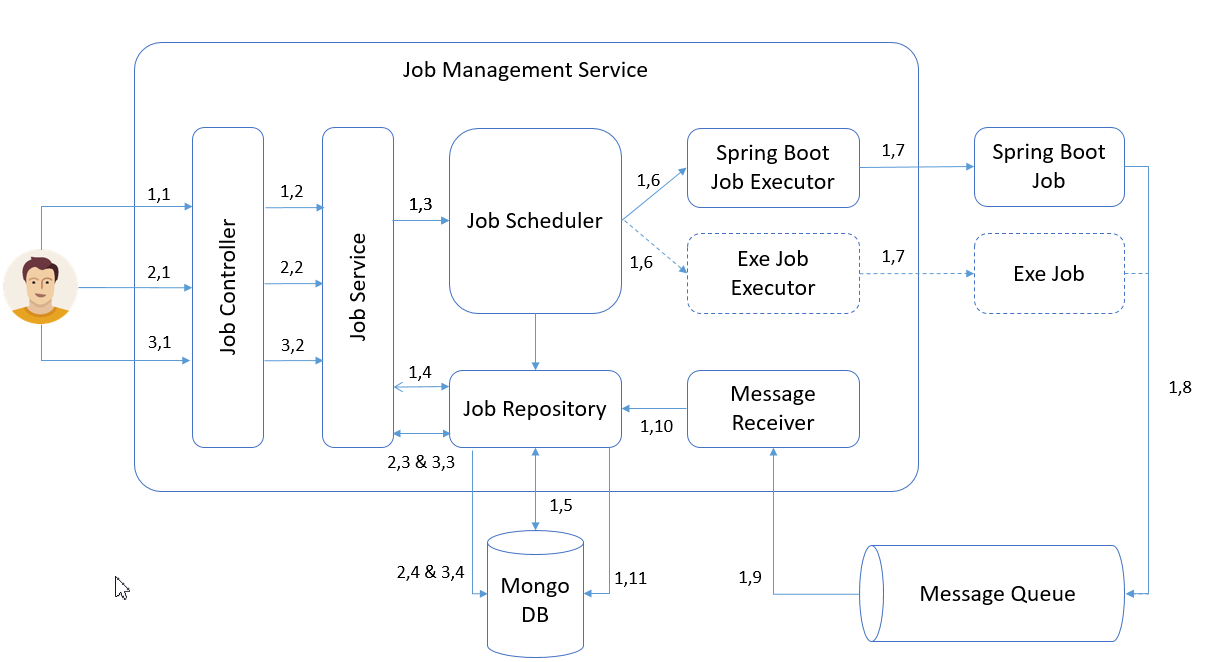 Job Management Service
1,1
2,1
3,1
Job Controller
1,2
2,2
3,2
Job Service
1,3
Job Scheduler
1,6
1,6
Spring Boot
Job Executor
1,7
Spring Boot
Job
Exe Job
Executor
1,7
Exe Job
1,4
2,3 & 3,3
Job Repository
1,10
Message
Receiver
1,8
1,5
2,4 & 3,4
Mongo
DB
1,11
1,9
Message Queue